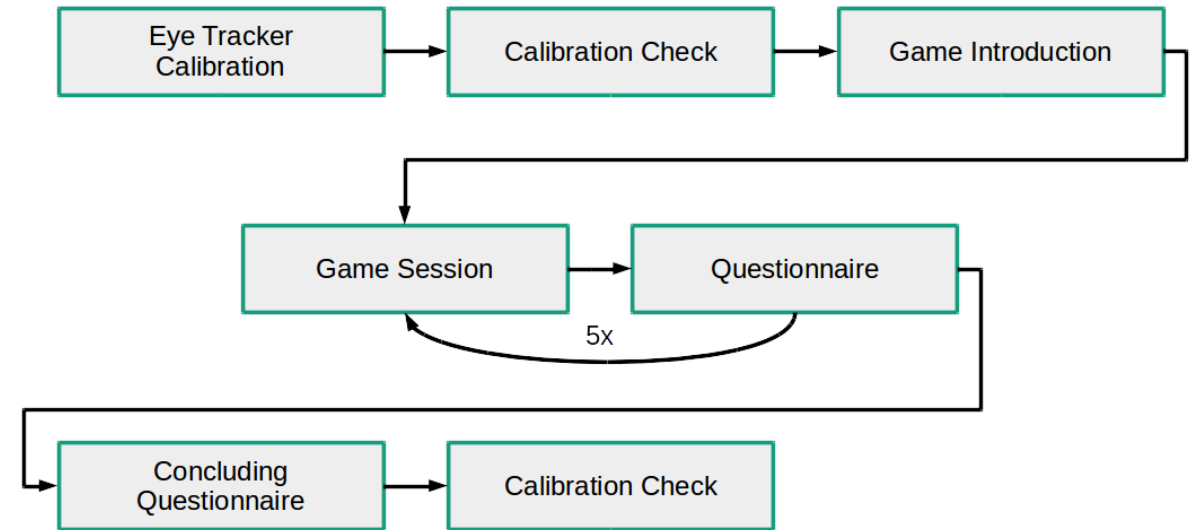 Eye Tracker
Calibration
Calibration Check
Game Introduction
Game Session
Questionnaire
5x
Concluding
Questionnaire
Calibration Check